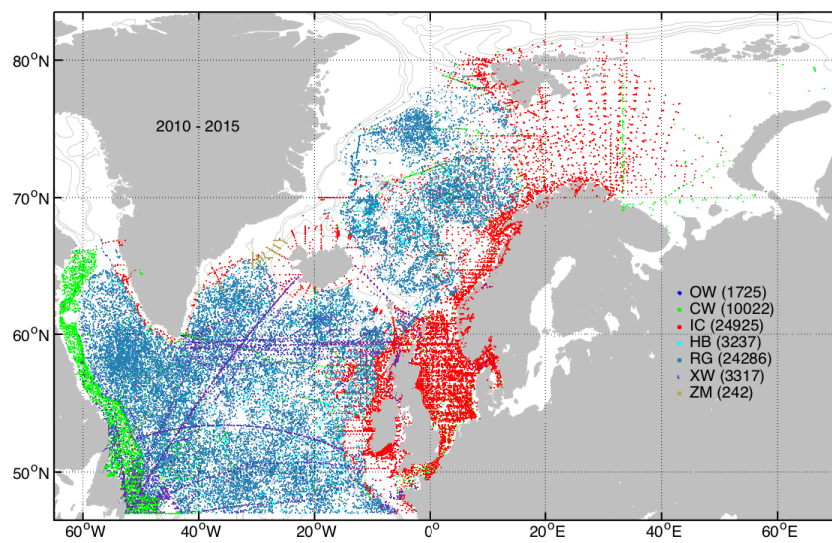 80°N
2010 - 2015
70°N
OW (1725)
CW (10022)
IC (24925)
HB (3237)
60°N
RG (24286)
XW (3317)
ZM (242)
50°N
60°W 40°W 20°W 0° 20°E 40°E 60°E